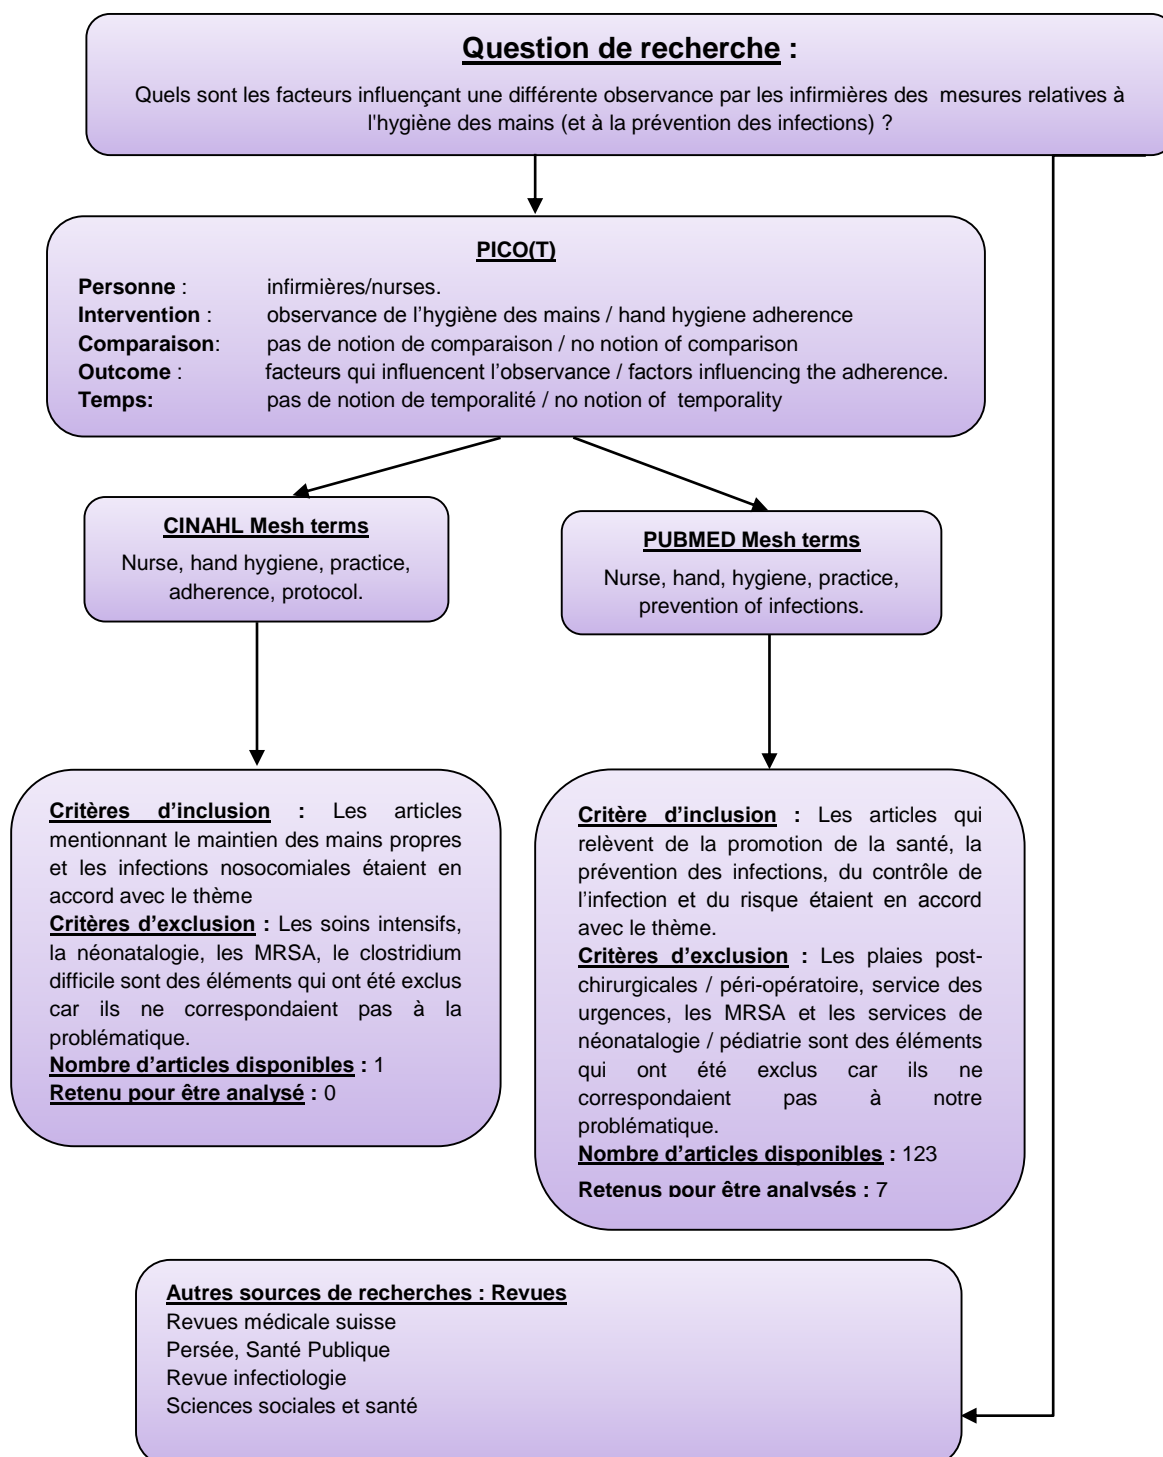 Question de recherche :
Quels sont les facteurs influençant une différente observance par les infirmières des mesures relatives à
l'hygiène des mains (et à la prévention des infections) ?
PICO(T)
Personne : infirmières/nurses.
Intervention : observance de l’hygiène des mains / hand hygiene adherence
Comparaison: pas de notion de comparaison / no notion of comparison
Outcome : facteurs qui influencent l’observance / factors influencing the adherence.
Temps: pas de notion de temporalité / no notion of temporality
CINAHL Mesh terms
Nurse, hand hygiene, practice,
adherence, protocol.
PUBMED Mesh terms
Nurse, hand, hygiene, practice,
prevention of infections.
Critères d’inclusion : Les articles
mentionnant le maintien des mains propres
et les infections nosocomiales étaient en
accord avec le thème
Critères d’exclusion : Les soins intensifs,
la néonatalogie, les MRSA, le clostridium
difficile sont des éléments qui ont été exclus
car ils ne correspondaient pas à la
problématique.
Nombre d’articles disponibles : 1
Retenu pour être analysé : 0
Critère d’inclusion : Les articles qui
relèvent de la promotion de la santé, la
prévention des infections, du contrôle de
l’infection et du risque étaient en accord
avec le thème.
Critères d’exclusion : Les plaies post-
chirurgicales / péri-opératoire, service des
urgences, les MRSA et les services de
néonatalogie / pédiatrie sont des éléments
qui ont été exclus car ils ne
correspondaient pas à notre
problématique.
Nombre d’articles disponibles : 123
Retenus pour être analysés : 7
Autres sources de recherches : Revues
Revues médicale suisse
Persée, Santé Publique
Revue infectiologie
Sciences sociales et santé